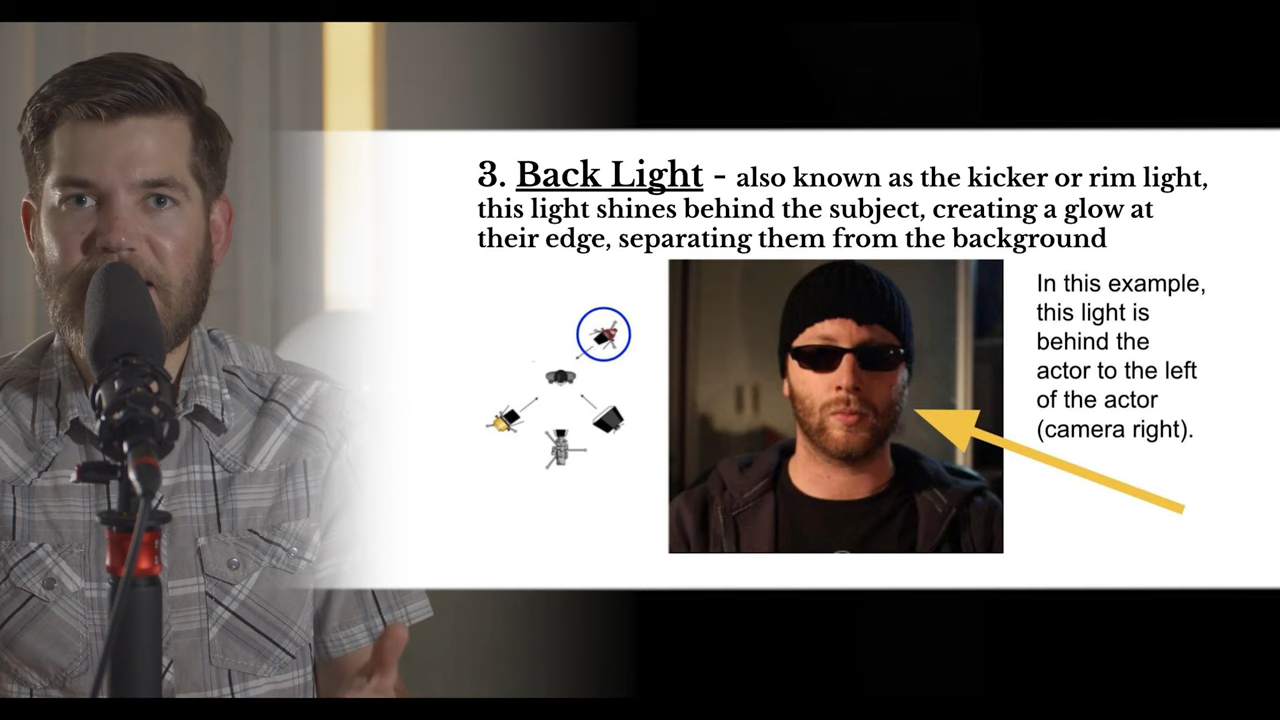 3. Back Light - also known as the kicker or rim light,
this light shines behind the subject, creating a glow at
their edge, separating them from the background
In this example,
this light is
behind the
actor to the left
of the actor
(camera right).